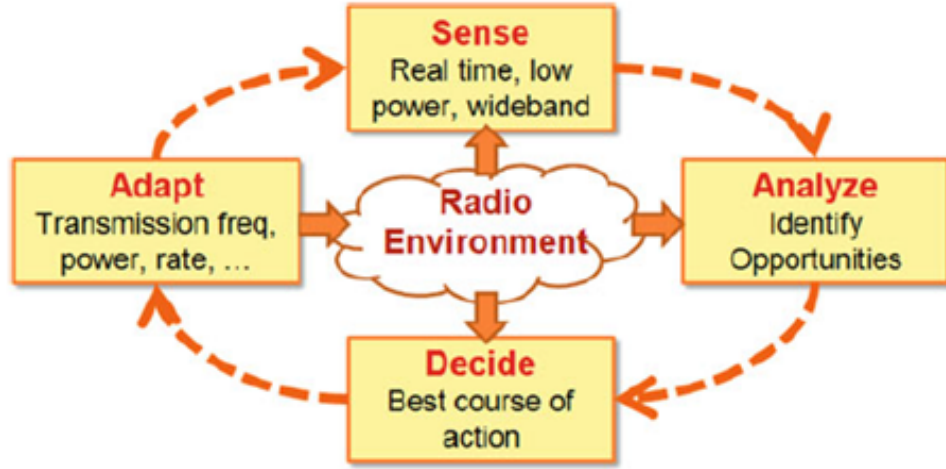 Sense
Real time, low
power, wideband
Adapt
Transmission freq,
power, rate, ...
Radio
Environment
Analyze
Identify
Opportunities
Decide
Best course of
action